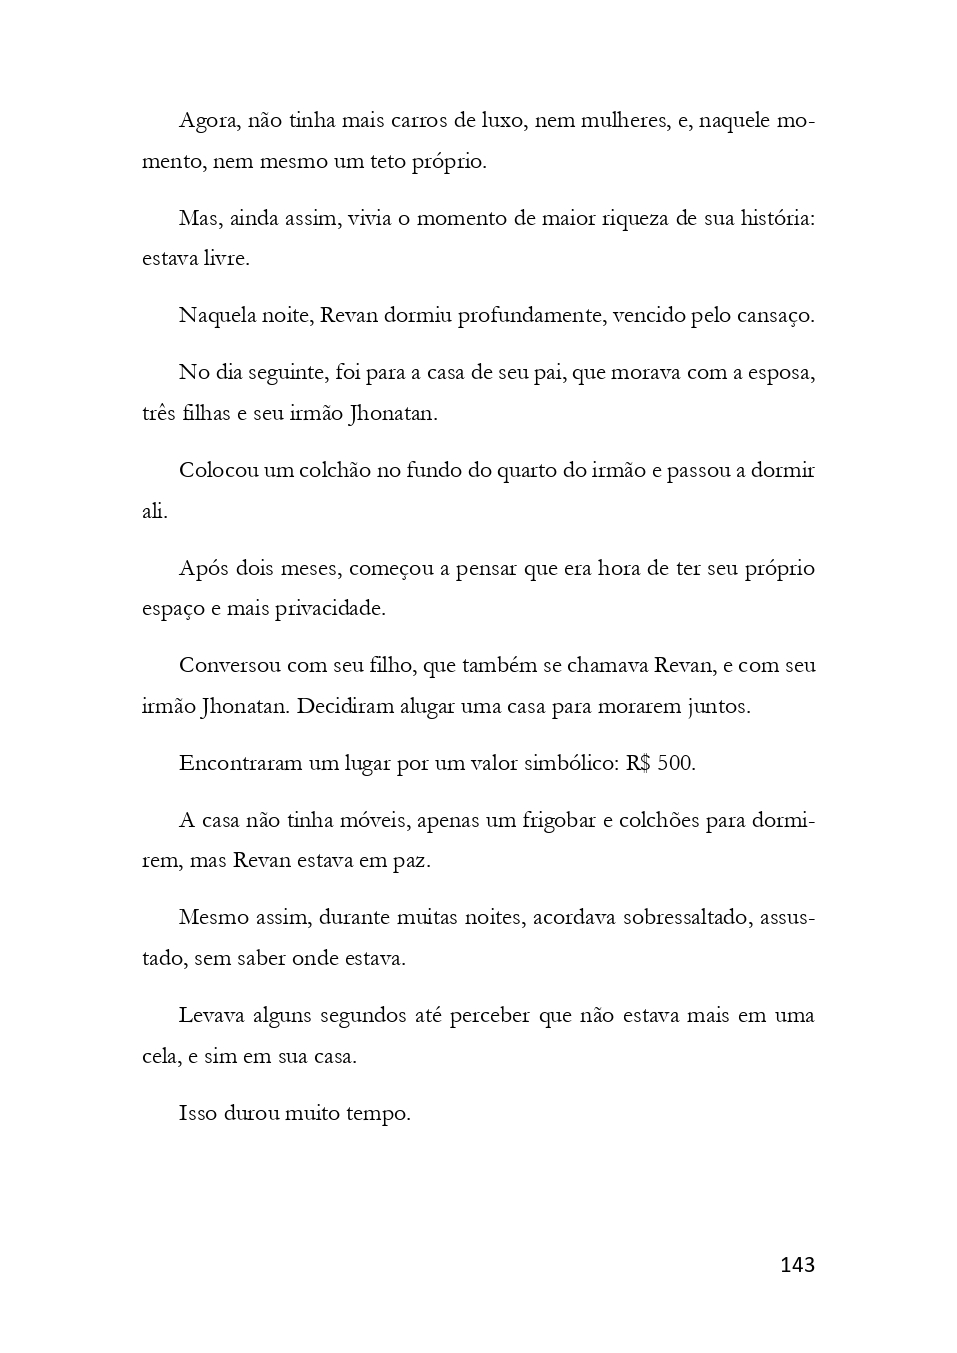 Agora, não tinha mais carros de luxo, nem mulheres, e, naquele mo-
mento, nem mesmo um teto próprio.
Mas, ainda assim, vivia o momento de maior riqueza de sua história:
estava livre.
Naquela noite, Revan dormiu profundamente, vencido pelo cansaço.
No dia seguinte, foi para a casa de seu pai, que morava com a esposa,
três filhas e seu irmão Jhonatan.
Colocou um colchão no fundo do quarto do irmão e passou a dormir
ali.
Após dois meses, começou a pensar que era hora de ter seu próprio
espaço e mais privacidade.
Conversou com seu filho, que também se chamava Revan, e com seu
irmão Jhonatan. Decidiram alugar uma casa para morarem juntos.
Encontraram um lugar por um valor simbólico: R$ 500.
A casa não tinha móveis, apenas um frigobar e colchões para dormi-
rem, mas Revan estava em paz.
Mesmo assim, durante muitas noites, acordava sobressaltado, assus-
tado, sem saber onde estava.
Levava alguns segundos até perceber que não estava mais em uma
cela, e sim em sua casa.
Isso durou muito tempo.
143